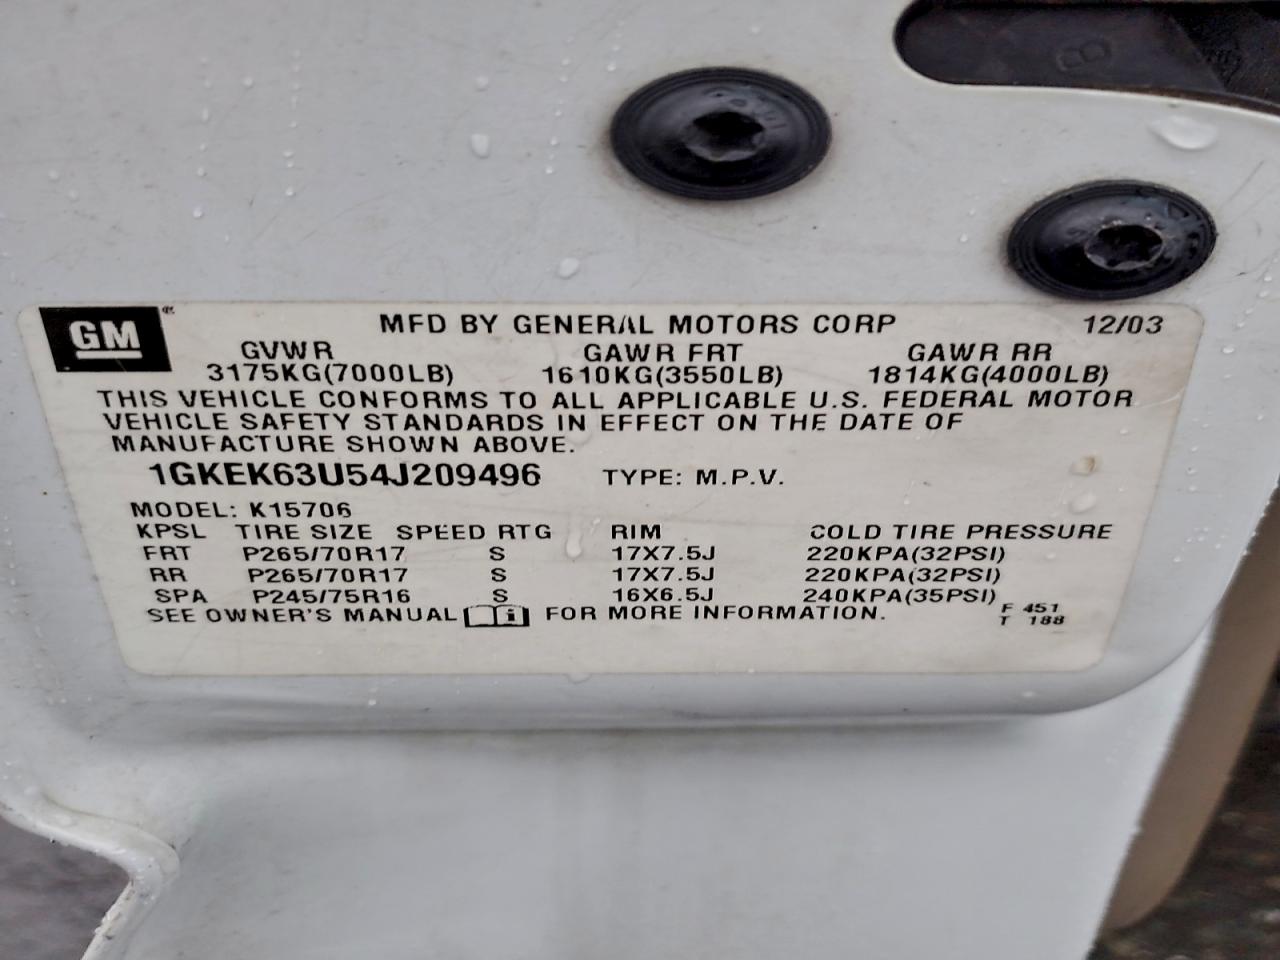 GM®
MFD BY GENERAL MOTORS CORP 12/03
GVWR GAWR FRT GAWR RR
3175KG(7000LB) 1610KG(3550LB) 1814KG(4000LB)
THIS VEHICLE CONFORMS TO ALL APPLICABLE U.S. FEDERAL MOTOR
VEHICLE SAFETY STANDARDS IN EFFECT ON THE DATE OF
MANUFACTURE SHOWN ABOVE.
1GKEK63U54J209496 TYPE: M.P.V.
MODEL: K15706
KPSL TIRE SIZE SPEED RTG RIM COLD TIRE PRESSURE
FRT P265/70R17 S 17X7.5J 220KPA(32PSI)
RR P265/70R17 S 17X7.5J 220KPA(32PSI)
SPA P245/75R16 S 16X6.5J 240KPA(35PSI)
SEE OWNER'S MANUAL i FOR MORE INFORMATION.
F 451
T 188